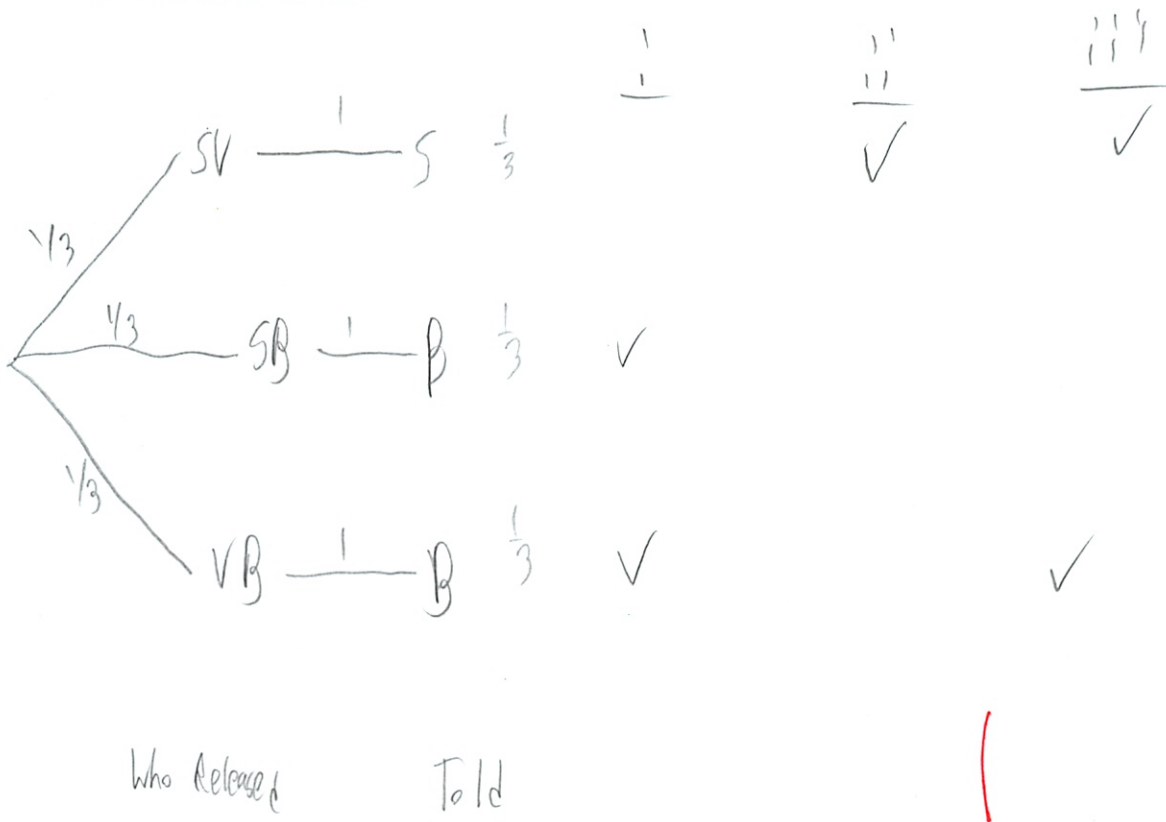 i ii iii
1
SV S 1/3 ✓ ✓
1/3
1/3 1
SB B 1/3 ✓
1/3
1
VB B 1/3 ✓ ✓
Who Released Told